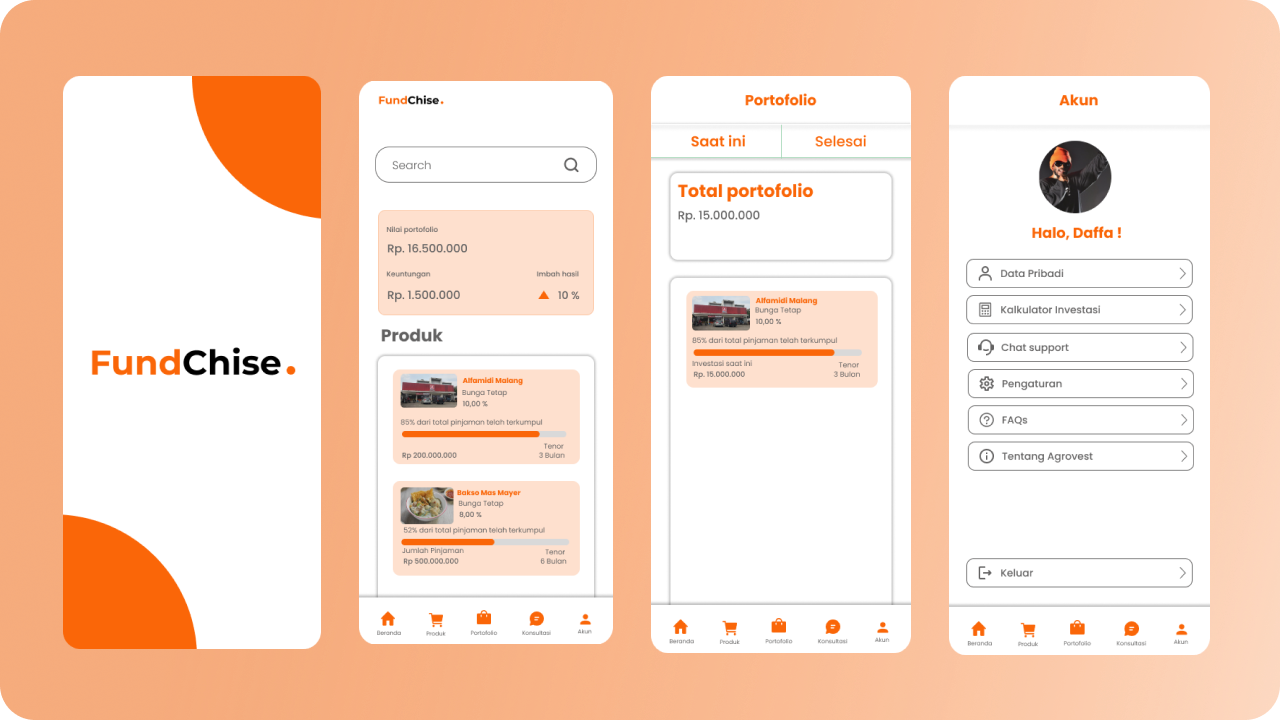 FundChise.
FundChise.
Search
Nilai portofolio
Rp. 16.500.000
Keuntungan
Imbah hasil
Rp. 1.500.000
10 %
Produk
Alfamidi Malang
Bunga Tetap
10,00 %
85% dari total pinjaman telah terkumpul
Tenor
Rp 200.000.000
3 Bulan
Bakso Mas Mayer
Bunga Tetap
8,00 %
52% dari total pinjaman telah terkumpul
Jumlah Pinjaman
Tenor
Rp 500.000.000
6 Bulan
Beranda
Produk
Portofolio
Konsultasi
Akun
Portofolio
Saat ini
Selesai
Total portofolio
Rp. 15.000.000
Alfamidi Malang
Bunga Tetap
10,00 %
85% dari total pinjaman telah terkumpul
Investasi saat ini
Tenor
Rp. 15.000.000
3 Bulan
Beranda
Produk
Portofolio
Konsultasi
Akun
Akun
Halo, Daffa !
Data Pribadi
Kalkulator Investasi
Chat support
Pengaturan
FAQs
Tentang Agrovest
Keluar
Beranda
Produk
Portofolio
Konsultasi
Akun